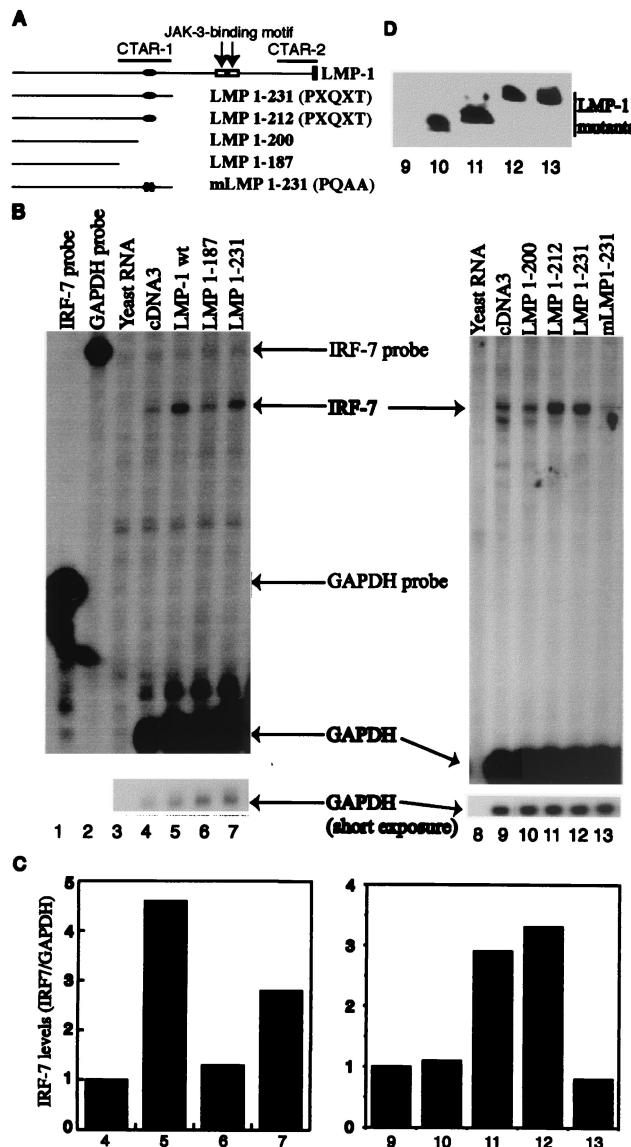 A
JAK-3-binding motif
CTAR-1
CTAR-2
LMP-1
LMP 1-231 (PXQXT)
LMP 1-212 (PXQXT)
LMP 1-200
LMP 1-187
mLMP 1-231 (PQAA)
D
LMP-1
mutants
9 10 11 12 13
B
IRF-7 probe
GAPDH probe
Yeast RNA
cDNA3
LMP-1 wt
LMP 1-187
LMP 1-231
Yeast RNA
cDNA3
LMP 1-200
LMP 1-212
LMP 1-231
mLMP1-231
IRF-7 probe
IRF-7
GAPDH probe
GAPDH
GAPDH
(short exposure)
1 2 3 4 5 6 7
8 9 10 11 12 13
C
IRF-7 levels (IRF7/GAPDH)
5
4
3
2
1
0
4 5 6 7
4
3
2
1
0
9 10 11 12 13